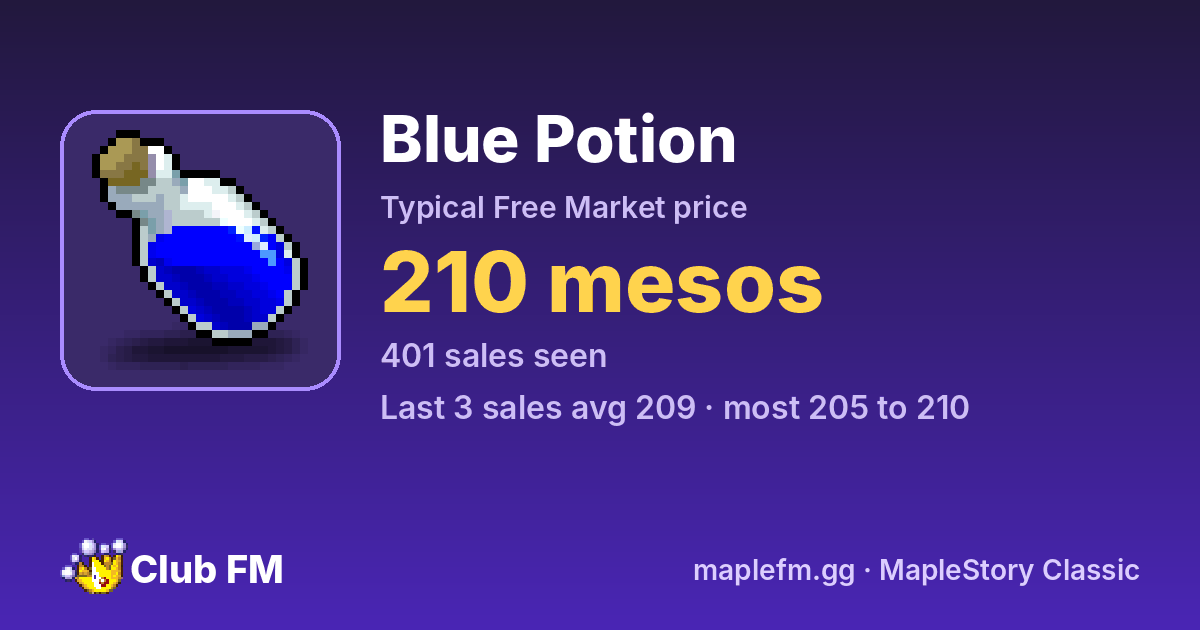 Blue Potion
Typical Free Market price
210 mesos
401 sales seen
Last 3 sales avg 209 · most 205 to 210
Club FM
maplefm.gg · MapleStory Classic